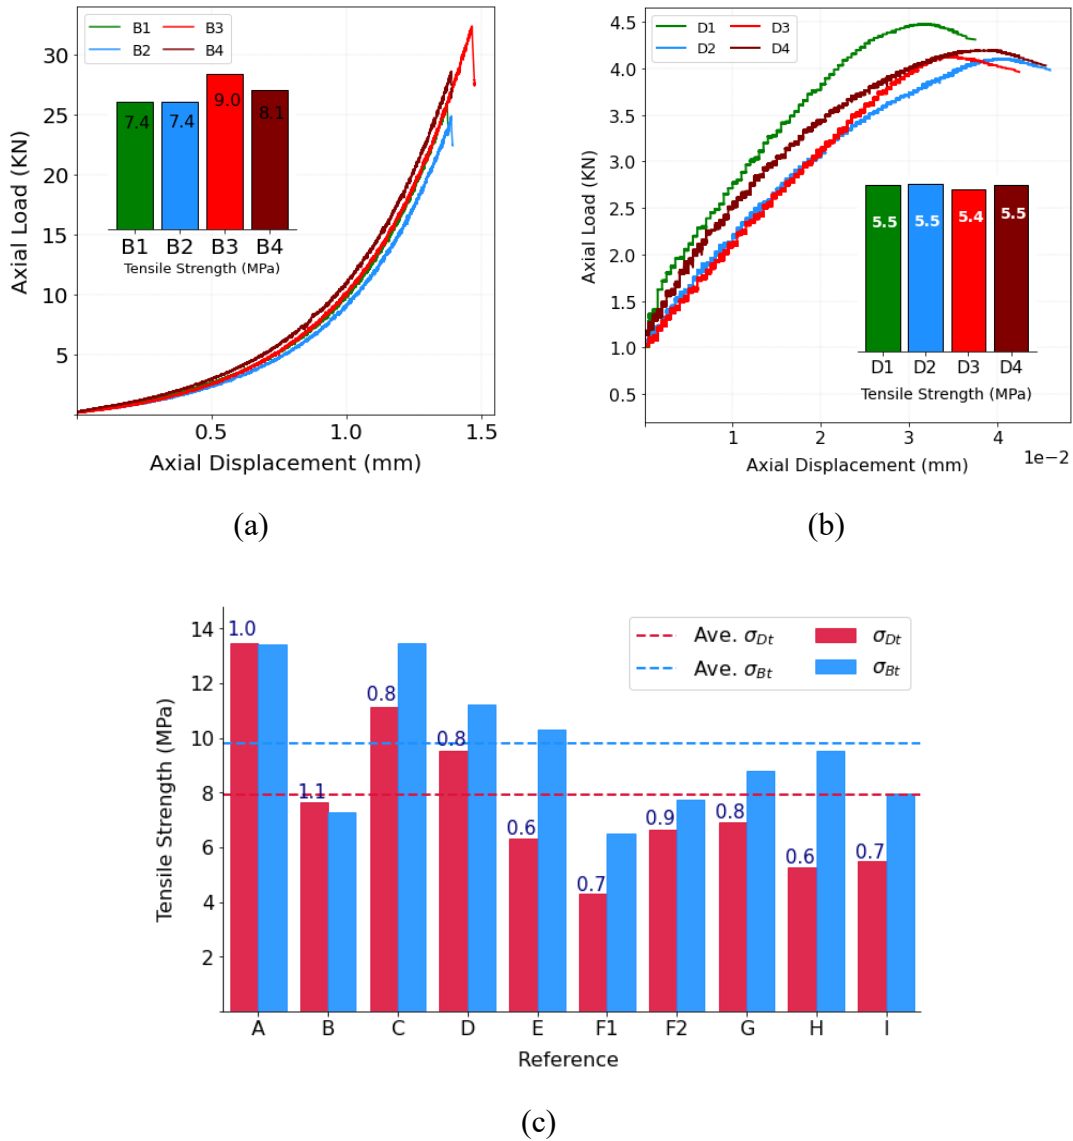 B1
B2
B3
B4
7.4
7.4
9.0
8.1
B1 B2 B3 B4
Tensile Strength (MPa)
30
25
20
15
10
5
Axial Load (KN)
0.5 1.0 1.5
Axial Displacement (mm)
(a)
D1
D2
D3
D4
4.5
4.0
3.5
3.0
2.5
2.0
1.5
1.0
0.5
Axial Load (KN)
5.5
5.5
5.4
5.5
D1 D2 D3 D4
Tensile Strength (MPa)
1 2 3 4
1e−2
Axial Displacement (mm)
(b)
Ave. σDt
Ave. σBt
σDt
σBt
14
12
10
8
6
4
2
Tensile Strength (MPa)
1.0
1.1
0.8
0.8
0.6
0.7
0.9
0.8
0.6
0.7
A B C D E F1 F2 G H I
Reference
(c)